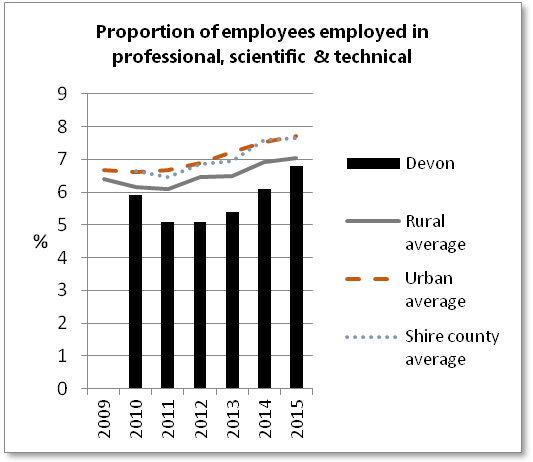 Proportion of employees employed in
professional, scientific & technical
9
8
7
6
5
4
3
2
1
0
%
2009
2010
2011
2012
2013
2014
2015
Devon
Rural
average
Urban
average
Shire county
average